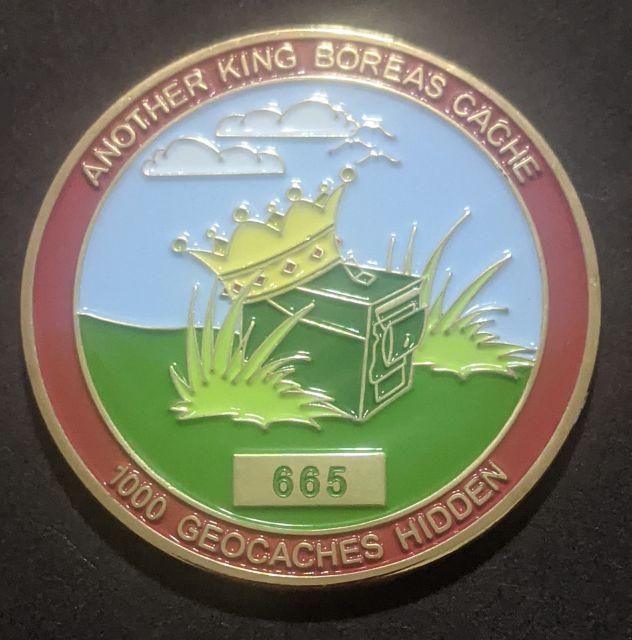 ANOTHER KING BOREAS CACHE
665
1000 GEOCACHES HIDDEN